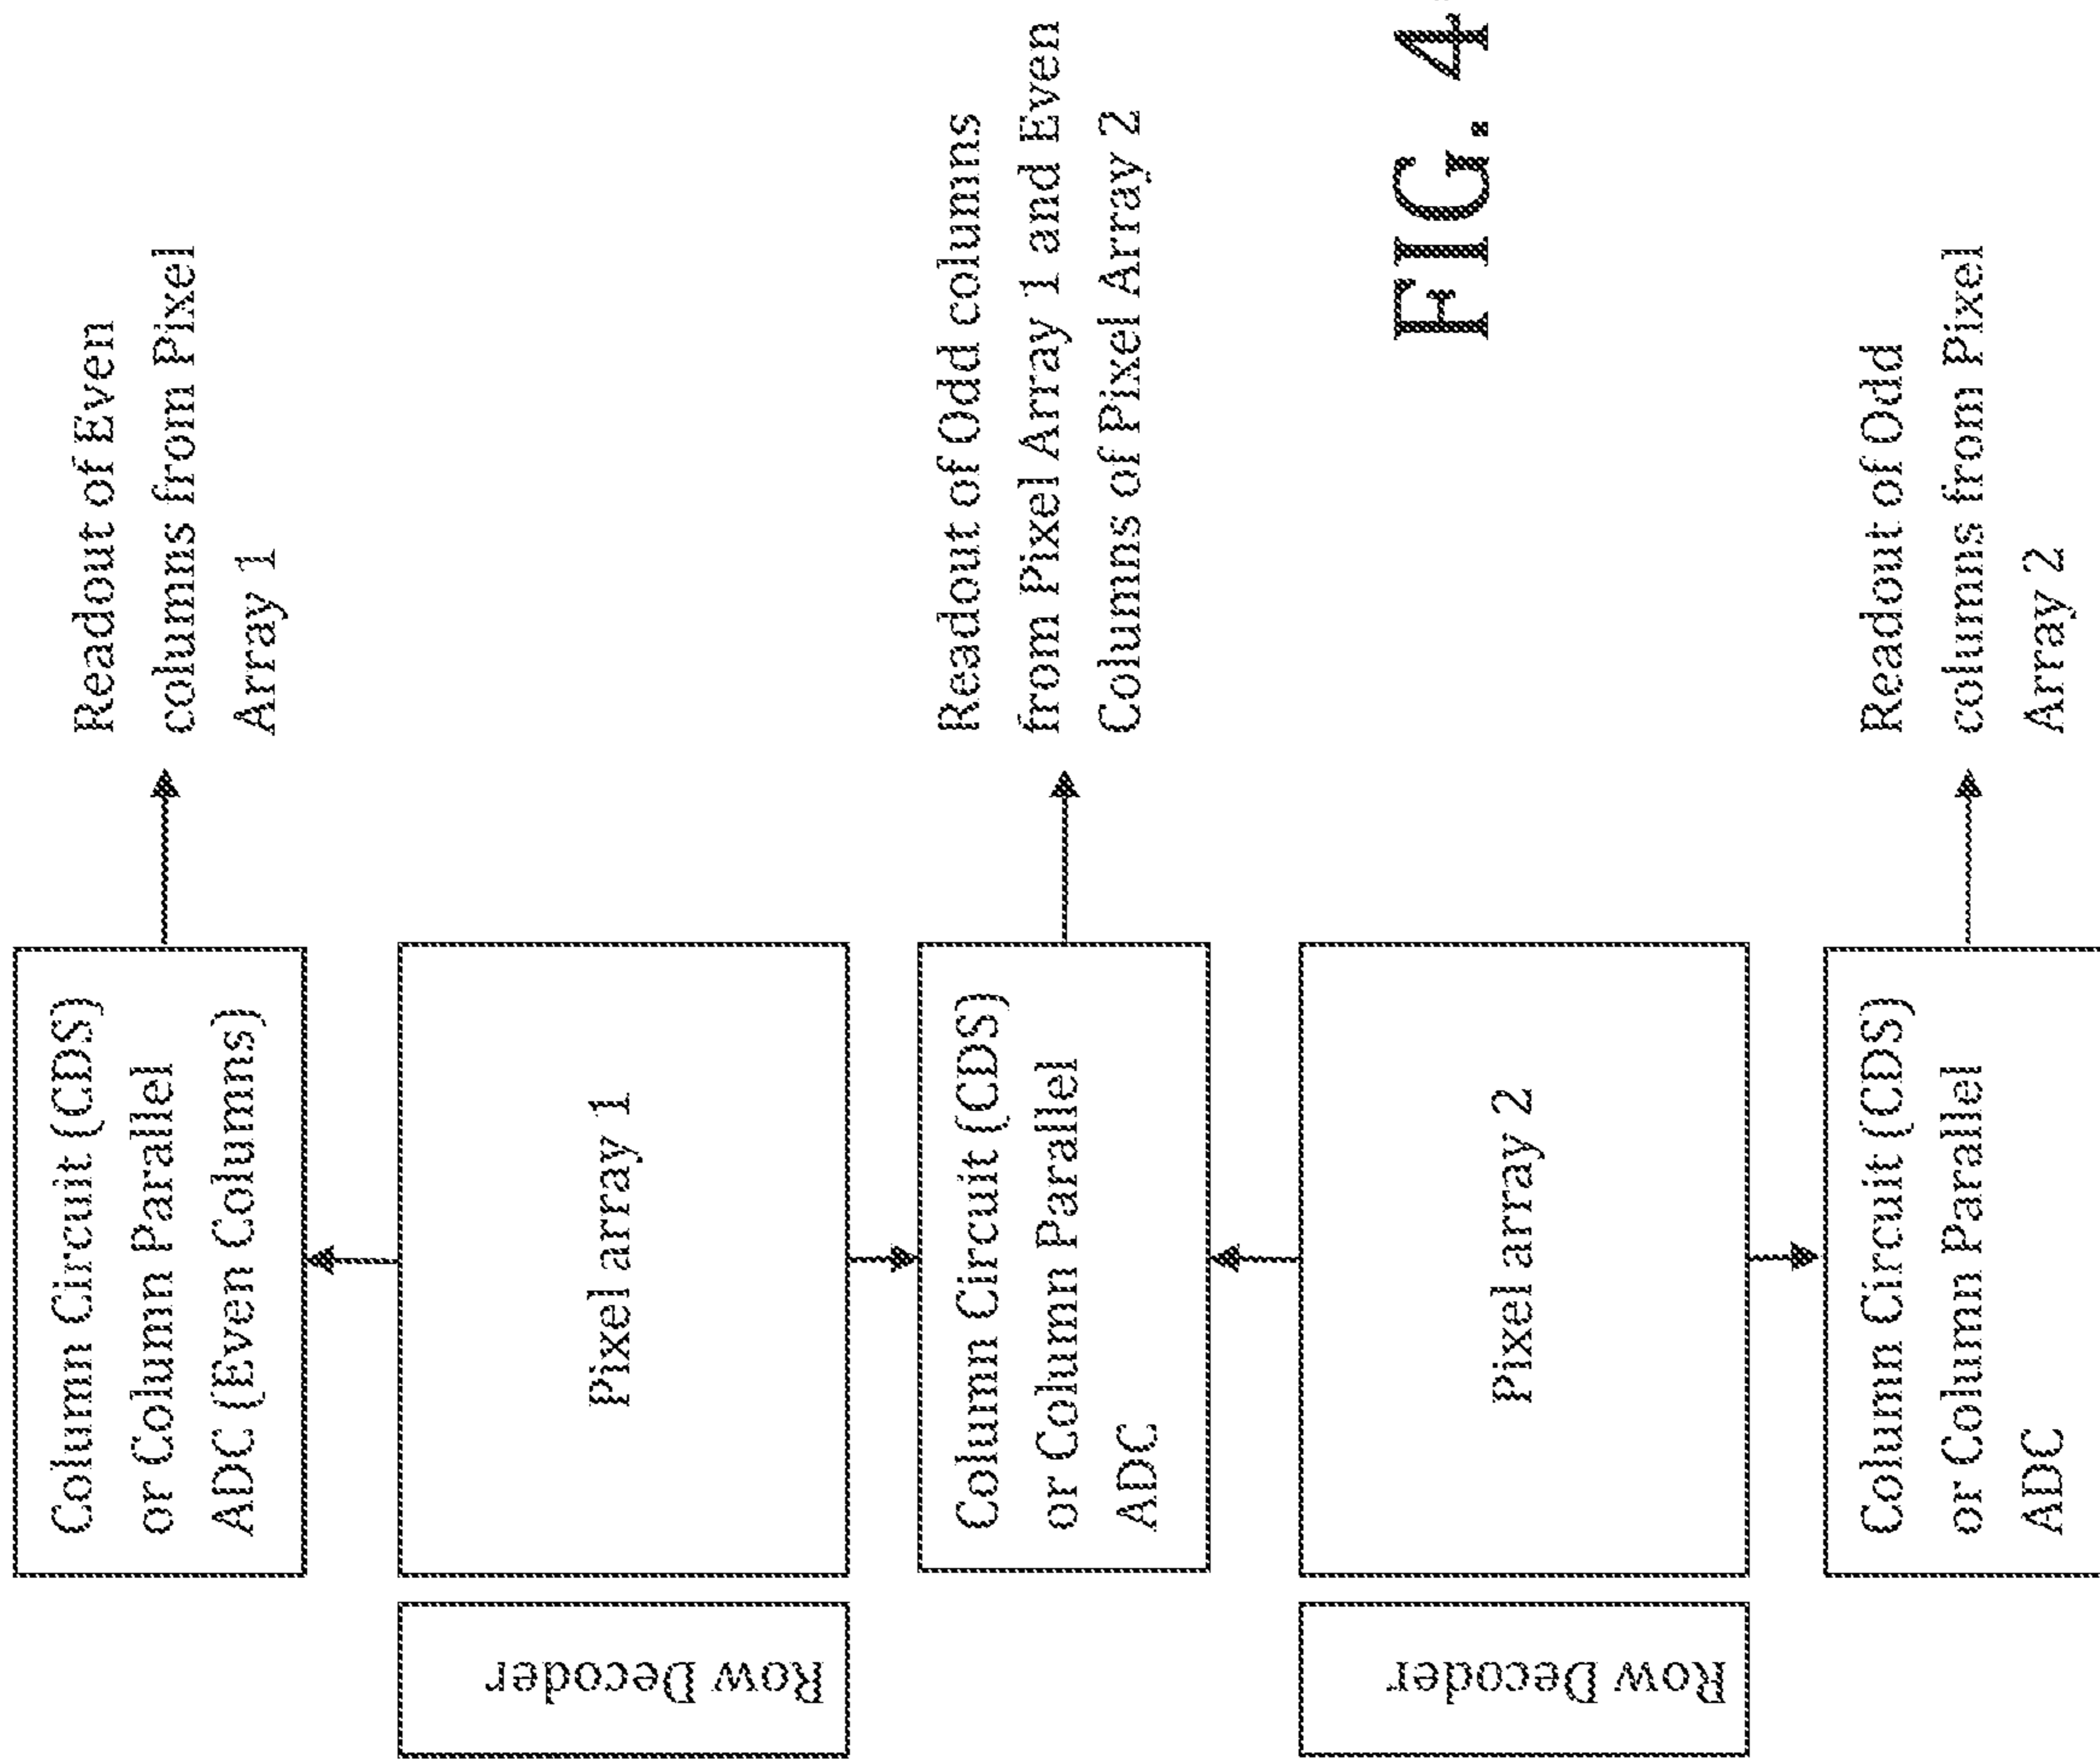 Column Circuit (CDS)
or Column Parallel
ADC (Even Columns)
Readout of Even
columns from Pixel
Array 1
Row Decoder
Pixel array 1
Column Circuit (CDS)
or Column Parallel
ADC
Readout of Odd columns
from Pixel Array 1 and Even
Columns of Pixel Array 2
Row Decoder
Pixel array 2
Column Circuit (CDS)
or Column Parallel
ADC
Readout of Odd
columns from Pixel
Array 2
FIG. 4